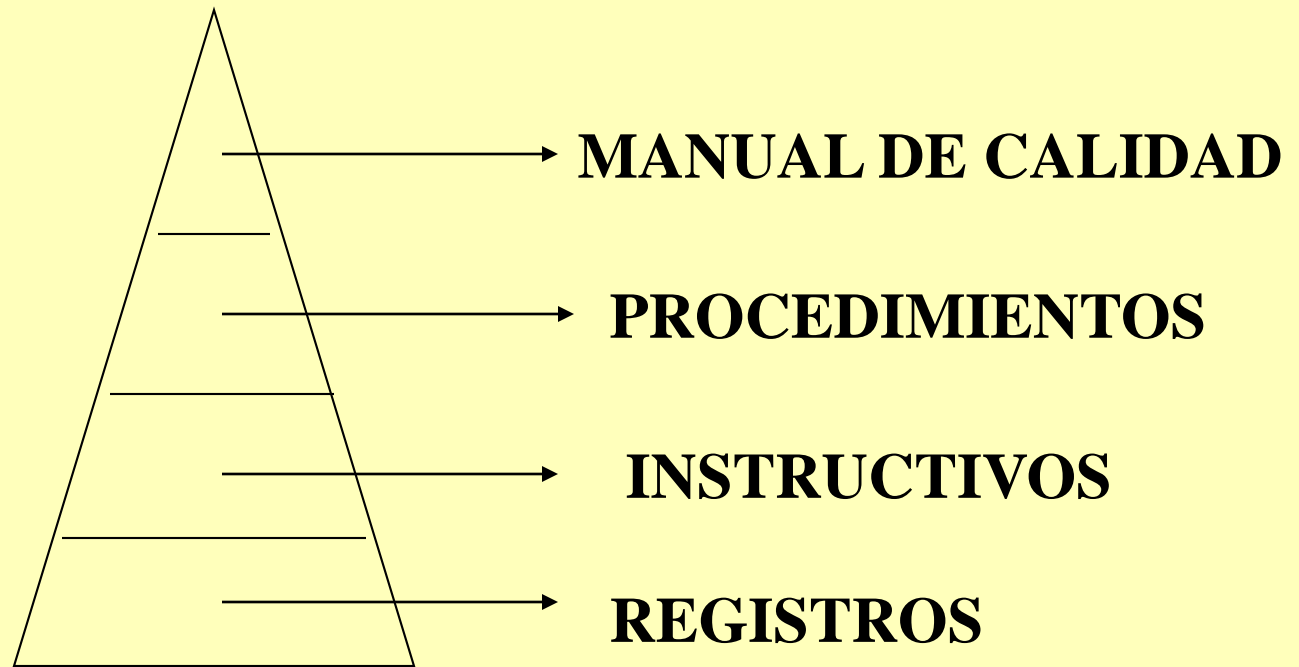 MANUAL DE CALIDAD
PROCEDIMIENTOS
INSTRUCTIVOS
REGISTROS